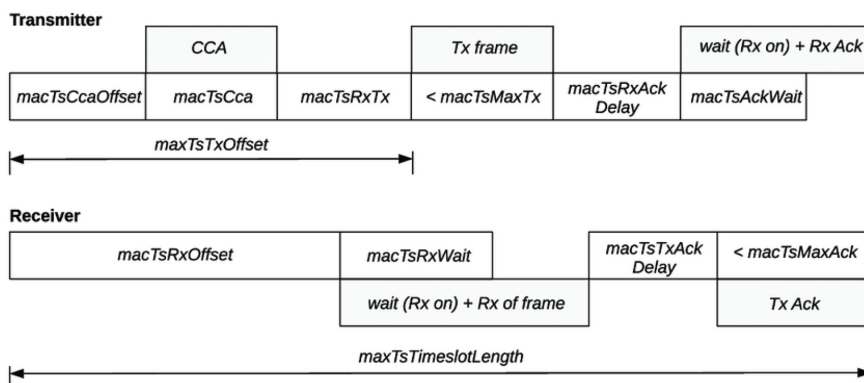 Transmitter
CCA
Tx frame
wait (Rx on) + Rx Ack
macTsCcaOffset
macTsCca
macTsRxTx
< macTsMaxTx
macTsRxAck
Delay
macTsAckWait
maxTsTxOffset
Receiver
macTsRxOffset
macTsRxWait
macTsTxAck
Delay
< macTsMaxAck
wait (Rx on) + Rx of frame
Tx Ack
maxTsTimeslotLength